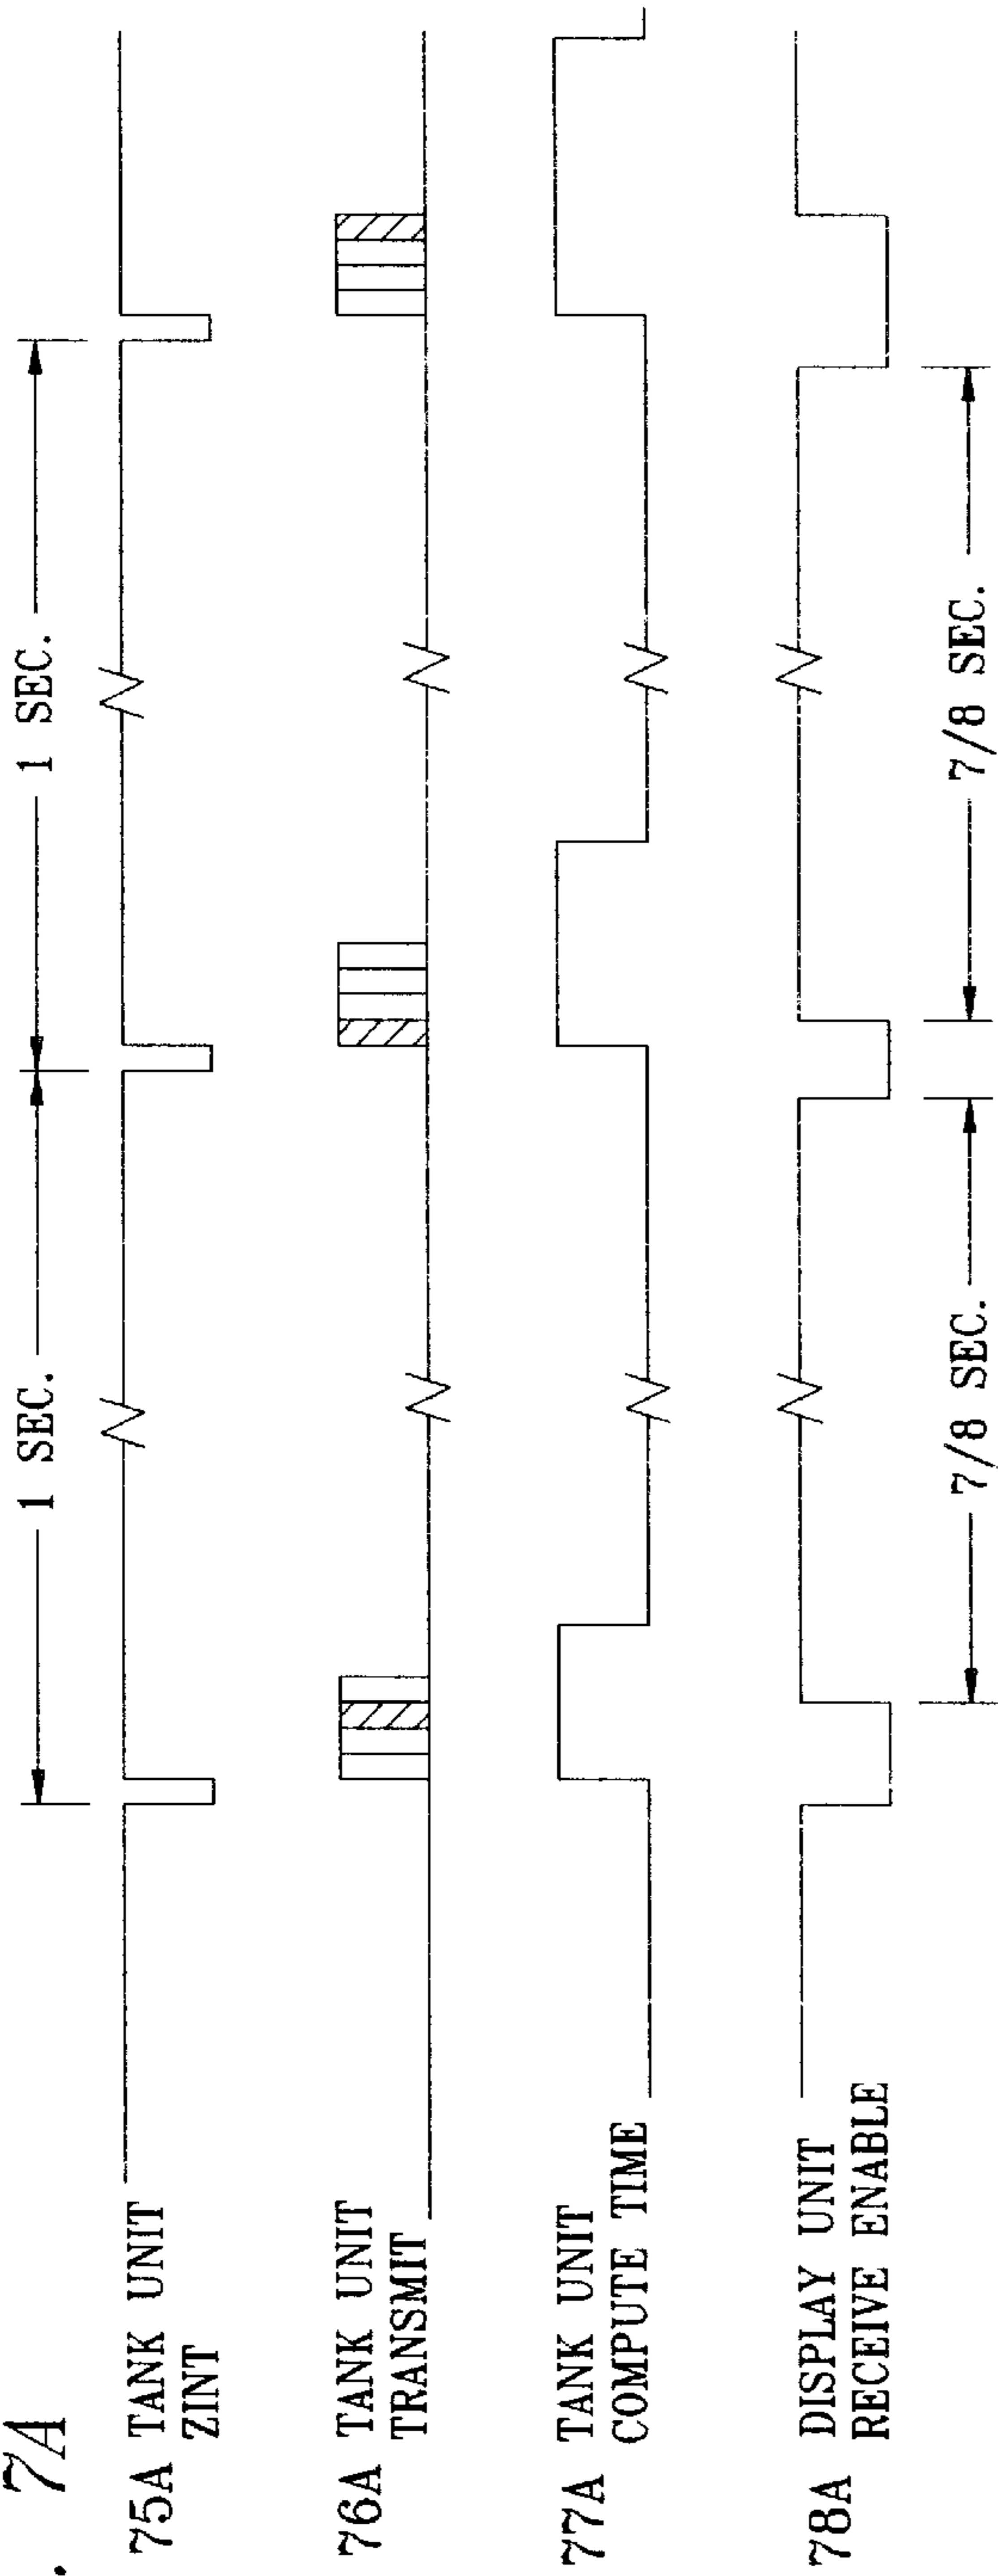 . 7A
1 SEC.
1 SEC.
75A TANK UNIT
ZINT
76A TANK UNIT
TRANSMIT
77A TANK UNIT
COMPUTE TIME
78A DISPLAY UNIT
RECEIVE ENABLE
7/8 SEC.
7/8 SEC.